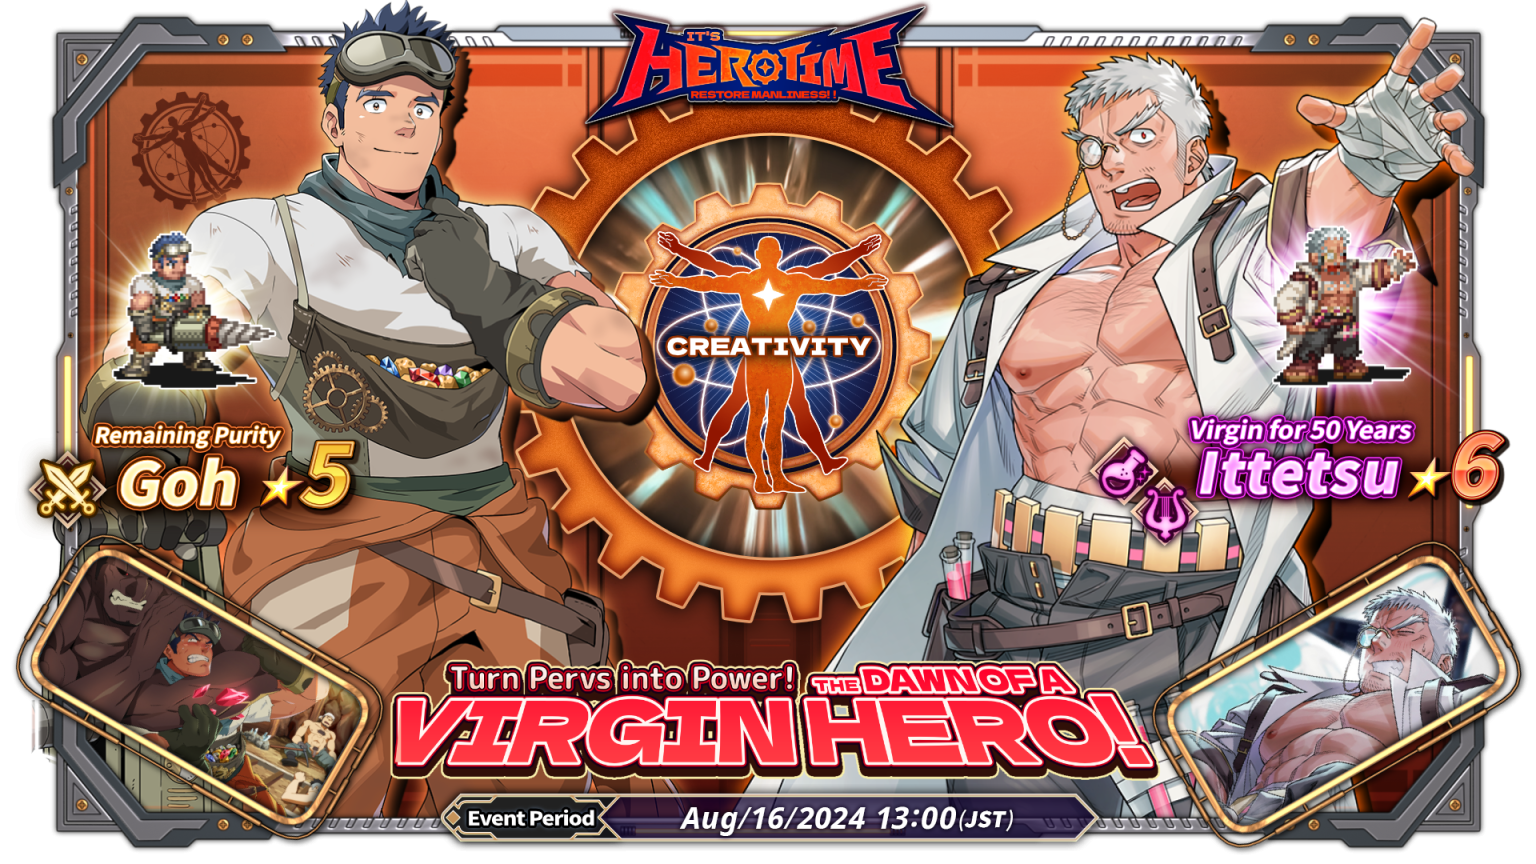 IT'S
HEROTIME
RESTORE MANLINESS!!
CREATIVITY
Remaining Purity
Goh ★5
Virgin for 50 Years
Ittetsu ★6
Turn Pervs into Power!
THE DAWN OF A
VIRGIN HERO!
Event Period
Aug/16/2024 13:00(JST)